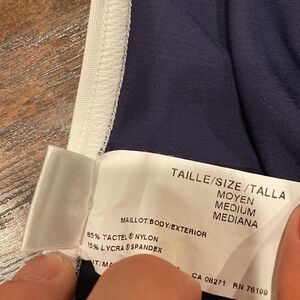 TAILLE/SIZE/TALLA
MOYEN
MEDIUM
MEDIANA
MAILLOT/BODY/EXTERIOR
85% TACTEL® NYLON
15% LYCRA® SPANDEX
CA 08271 RN 76199